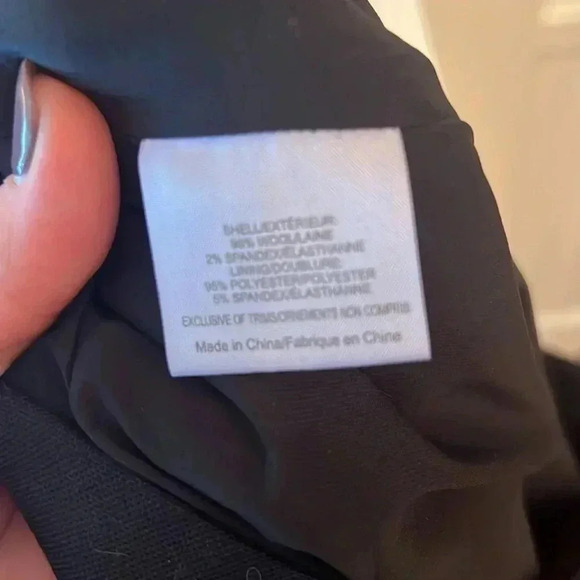 SHELL/EXTÉRIEUR:
98% WOOL/LAINE
2% SPANDEX/ÉLASTHANNE
LINING/DOUBLURE:
95% POLYESTER/POLYESTER
5% SPANDEX/ÉLASTHANNE
EXCLUSIVE OF TRIMS/ORNEMENTS NON COMPRIS
Made in China/Fabriqué en Chine